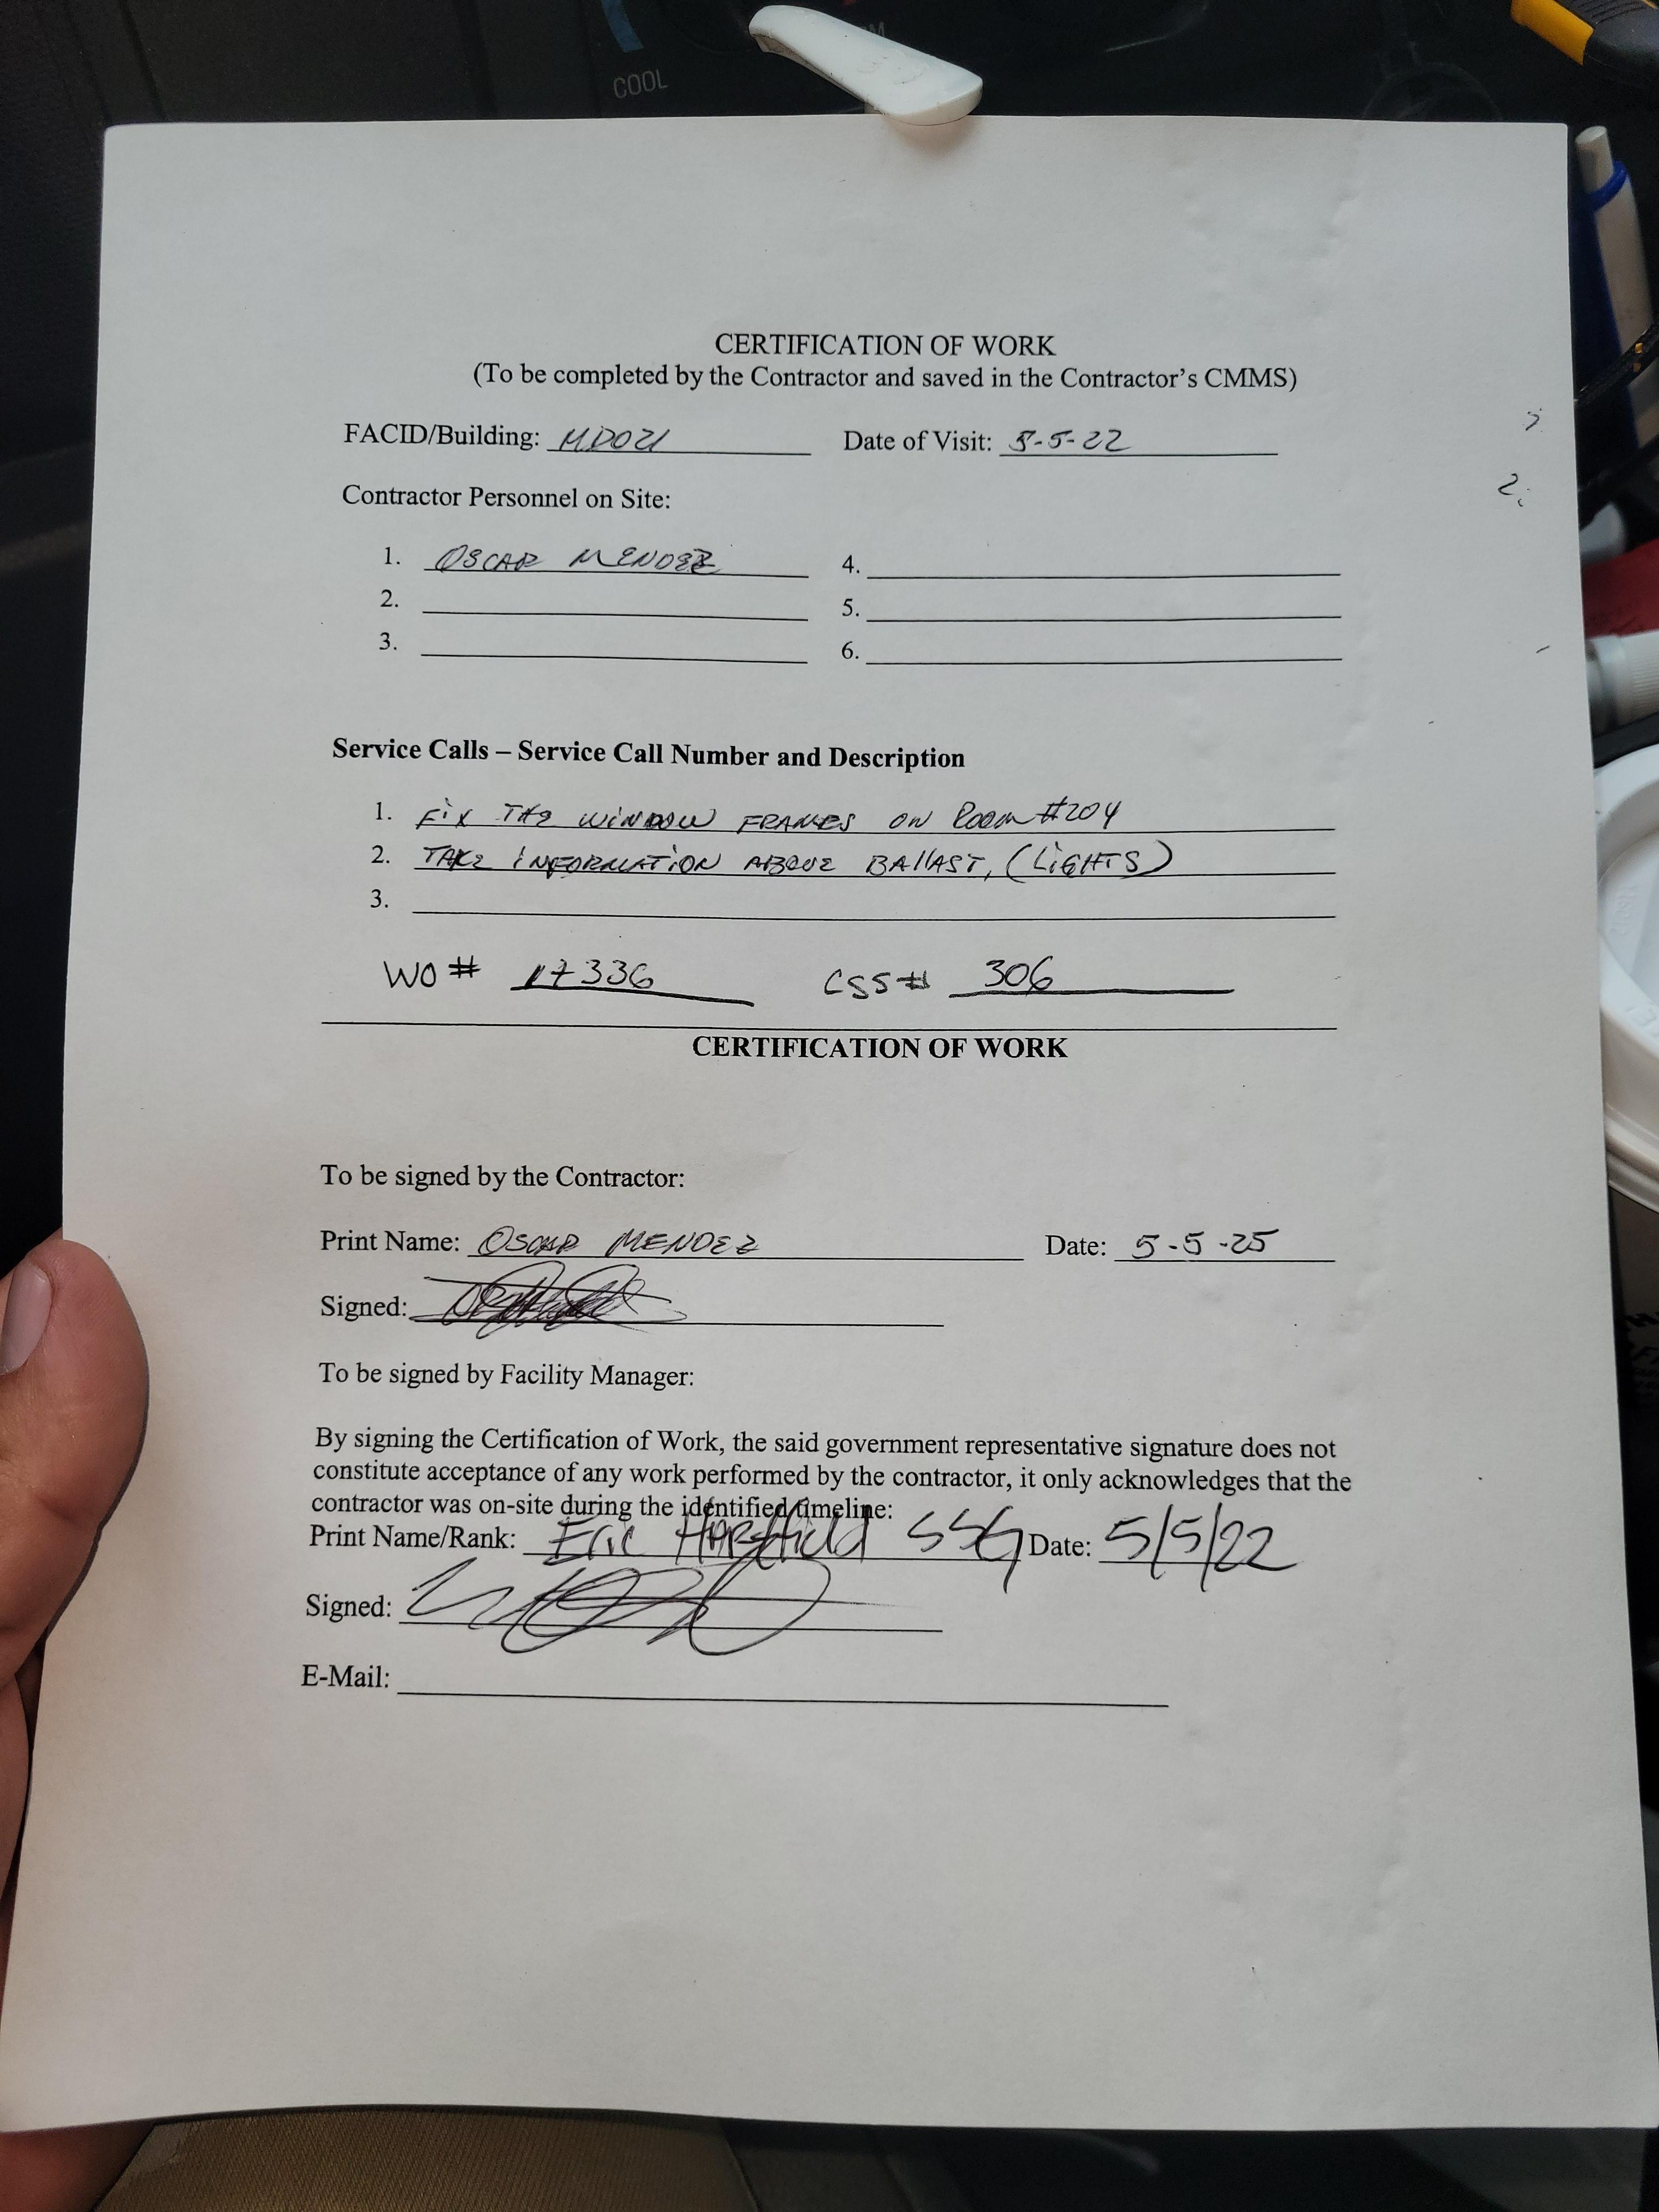 COOL
CERTIFICATION OF WORK
(To be completed by the Contractor and saved in the Contractor's CMMS)
FACID/Building: MD021 Date of Visit: 5-5-22
Contractor Personnel on Site:
1. OSCAR MENDEZ 4.
2. 5.
3. 6.
Service Calls – Service Call Number and Description
1. FIX THE WINDOW FRAMES ON ROOM #204
2. TAKE INFORMATION ABOUE BALLAST, (LIGHTS)
3.
WO # 17336 CSS # 306
CERTIFICATION OF WORK
To be signed by the Contractor:
Print Name: OSCAR MENDEZ Date: 5-5-25
Signed:
To be signed by Facility Manager:
By signing the Certification of Work, the said government representative signature does not
constitute acceptance of any work performed by the contractor, it only acknowledges that the
contractor was on-site during the identified timeline:
Print Name/Rank: Eric Hartfield SSG Date: 5/5/22
Signed:
E-Mail: